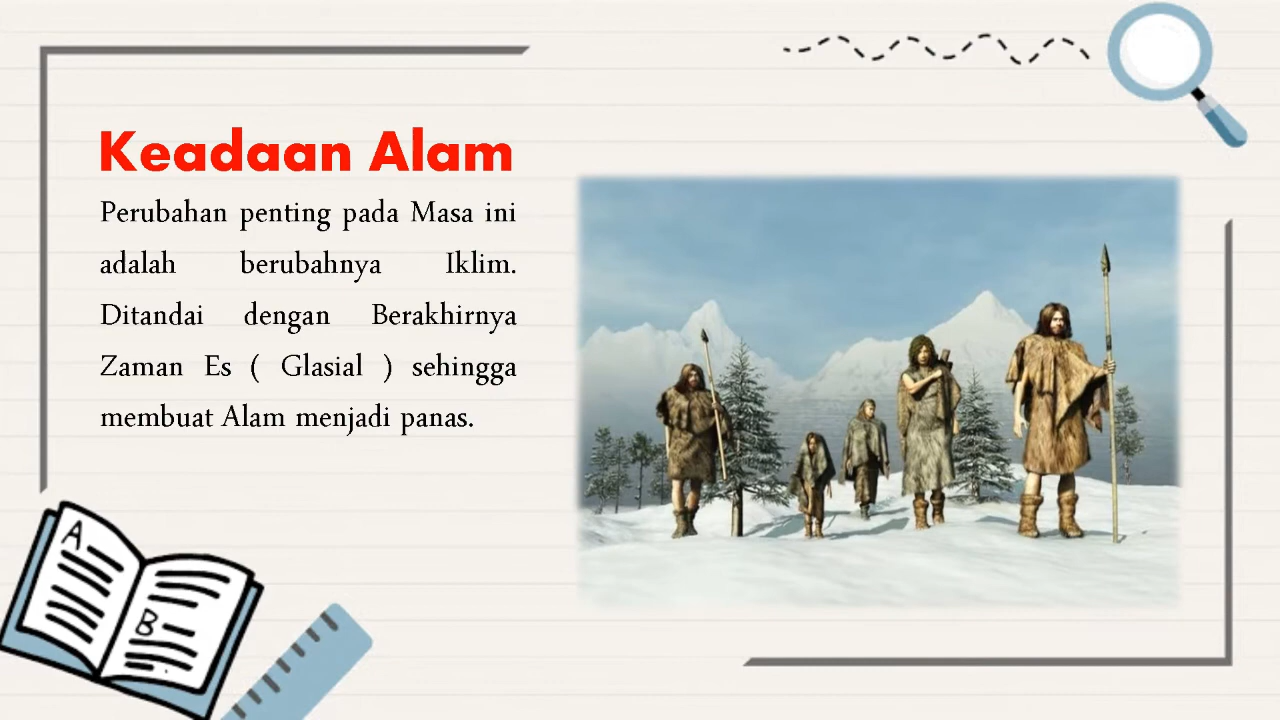 Keadaan Alam
Perubahan penting pada Masa ini
adalah berubahnya Iklim.
Ditandai dengan Berakhirnya
Zaman Es ( Glasial ) sehingga
membuat Alam menjadi panas.
A
B